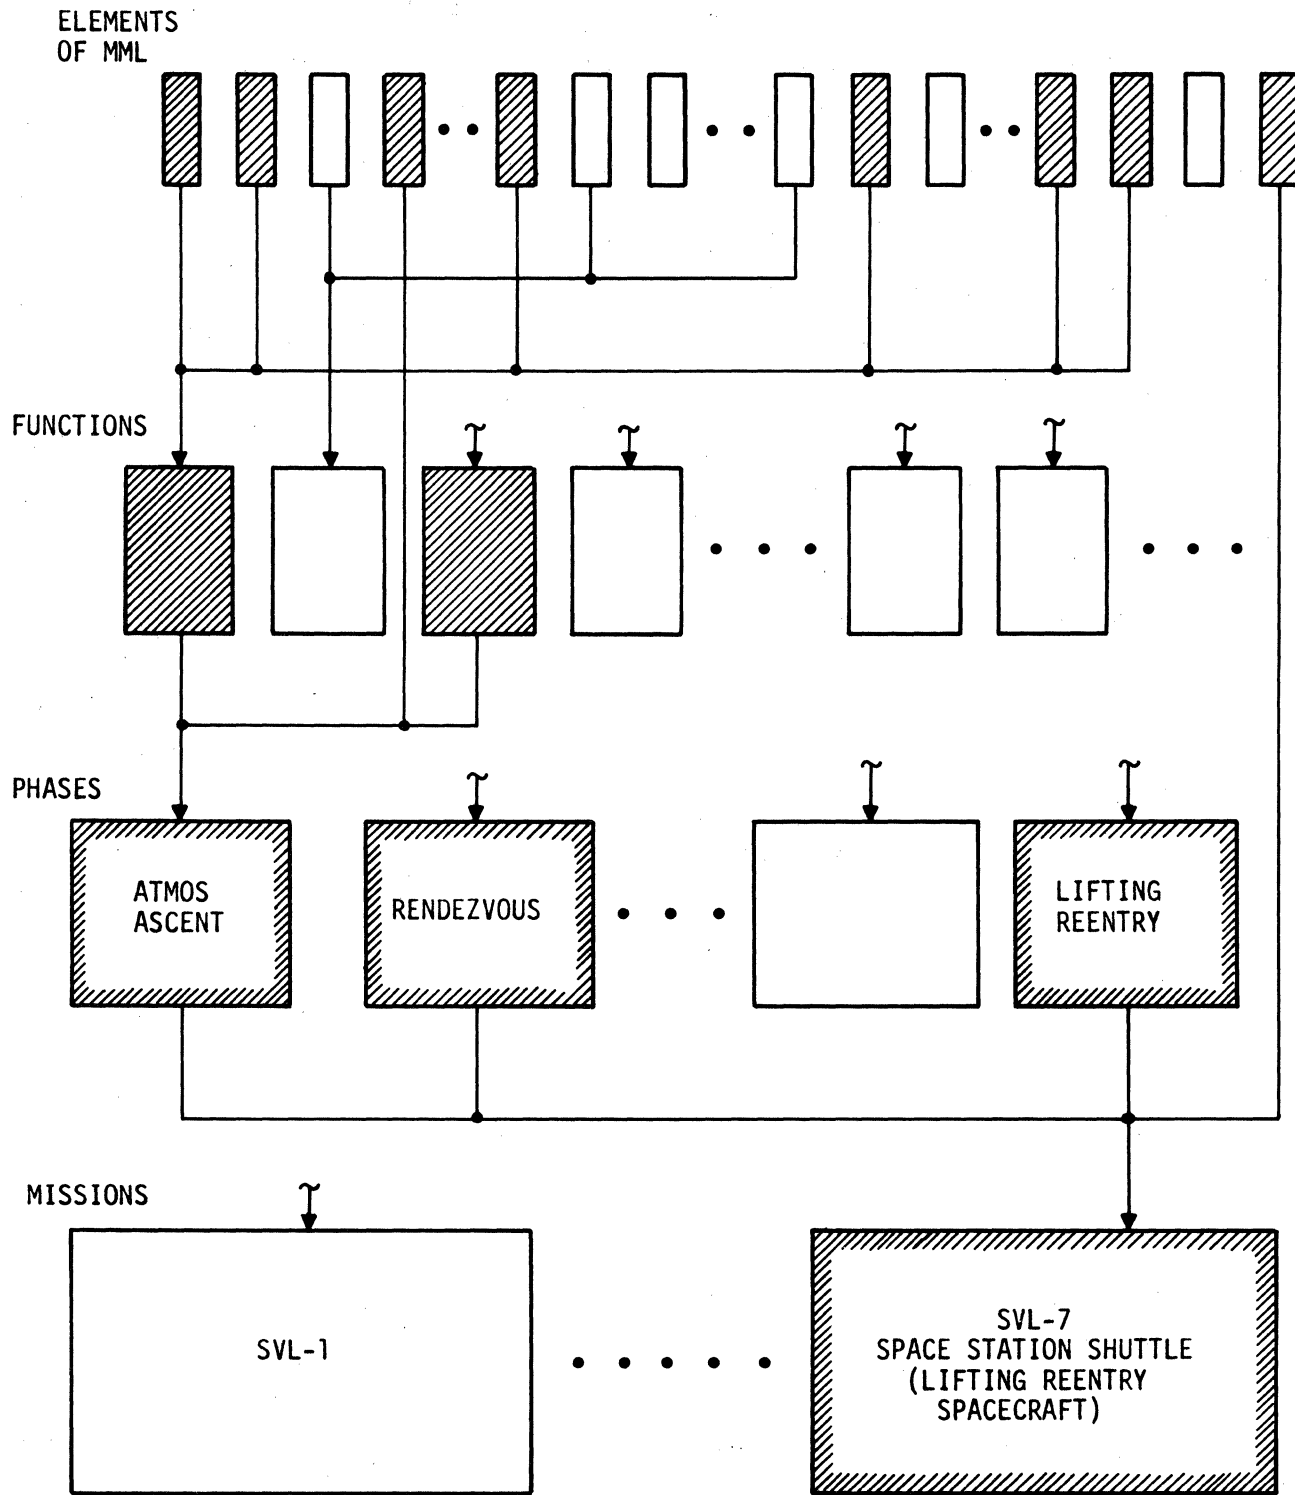 ELEMENTS
OF MML
FUNCTIONS
PHASES
ATMOS
ASCENT
RENDEZVOUS
LIFTING
REENTRY
MISSIONS
SVL-1
SVL-7
SPACE STATION SHUTTLE
(LIFTING REENTRY
SPACECRAFT)